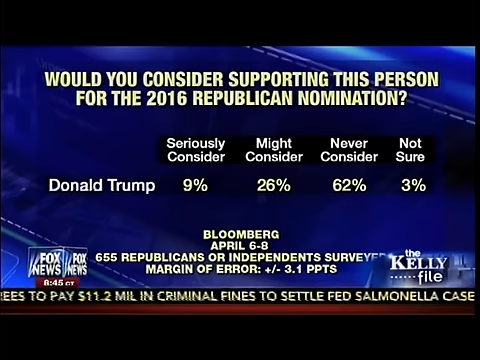 WOULD YOU CONSIDER SUPPORTING THIS PERSON
FOR THE 2016 REPUBLICAN NOMINATION?
Seriously Consider
Might Consider
Never Consider
Not Sure
Donald Trump 9% 26% 62% 3%
BLOOMBERG
APRIL 6-8
655 REPUBLICANS OR INDEPENDENTS SURVEYED
MARGIN OF ERROR: +/- 3.1 PPTS
FOX NEWS
FOX NEWS
8:45 CT
the
KELLY
file
EES TO PAY $11.2 MIL IN CRIMINAL FINES TO SETTLE FED SALMONELLA CASE